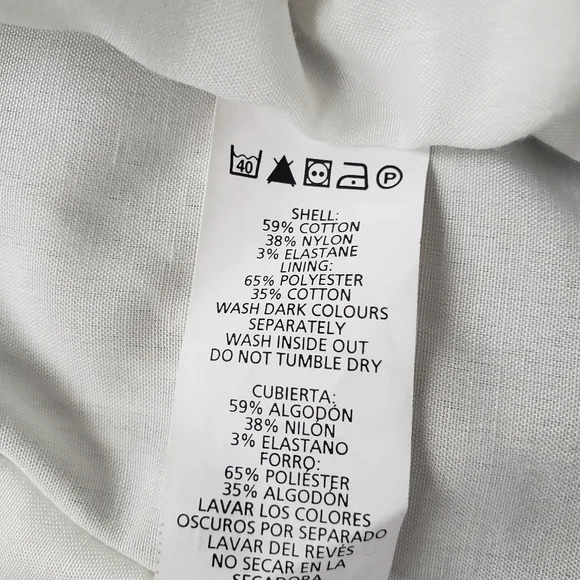 40
P
SHELL:
59% COTTON
38% NYLON
3% ELASTANE
LINING:
65% POLYESTER
35% COTTON
WASH DARK COLOURS
SEPARATELY
WASH INSIDE OUT
DO NOT TUMBLE DRY
CUBIERTA:
59% ALGODÓN
38% NILÓN
3% ELASTANO
FORRO:
65% POLIÉSTER
35% ALGODÓN
LAVAR LOS COLORES
OSCUROS POR SEPARADO
LAVAR DEL REVÉS
NO SECAR EN LA
SECADORA